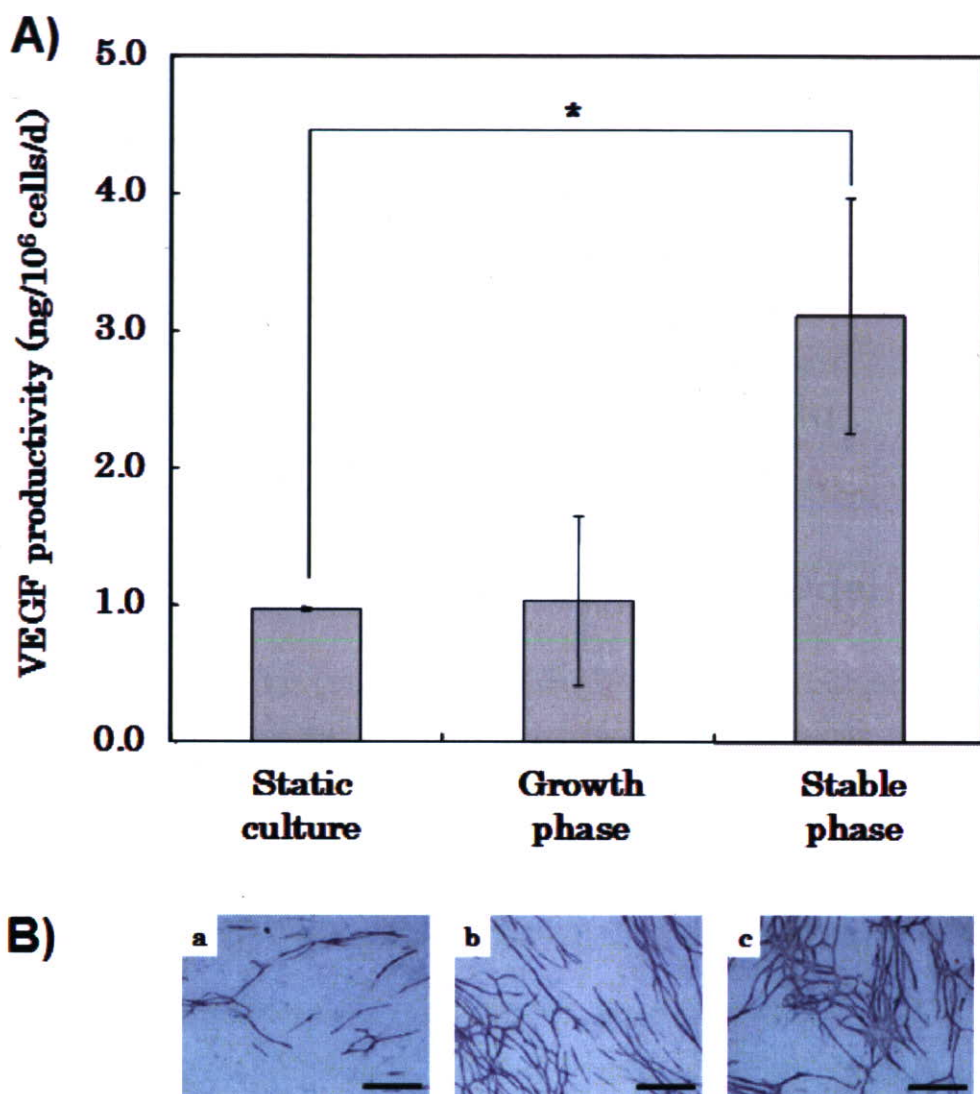 A)
VEGF productivity (ng/10⁶ cells/d)
5.0
4.0
3.0
2.0
1.0
0.0
*
Static
culture
Growth
phase
Stable
phase
B)
a
b
c